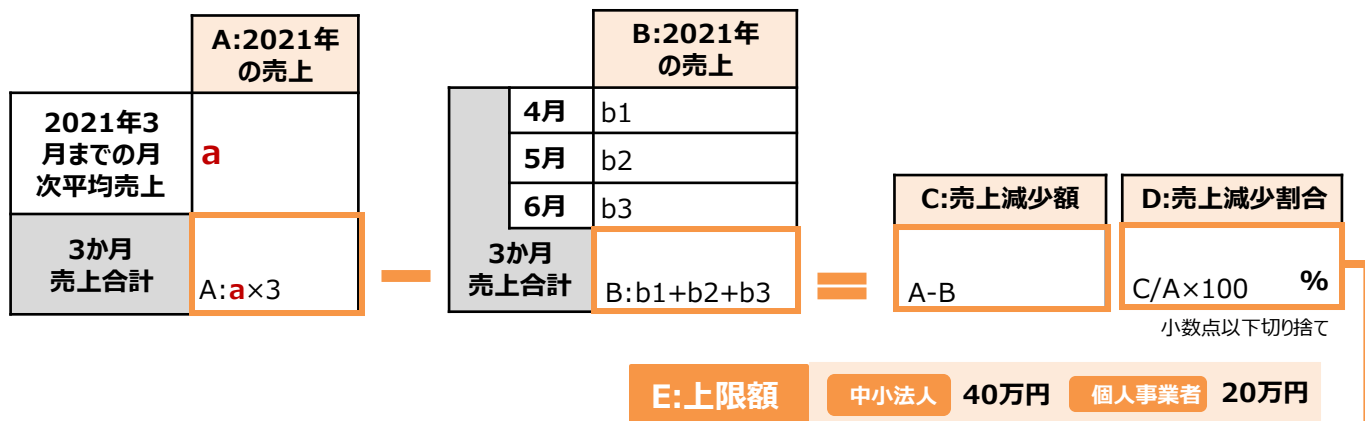 A:2021年
の売上
2021年3
月までの月
次平均売上
a
3か月
売上合計
A:a×3
B:2021年
の売上
4月
b1
5月
b2
6月
b3
3か月
売上合計
B:b1+b2+b3
C:売上減少額
A-B
D:売上減少割合
C/A×100 %
小数点以下切り捨て
E:上限額 中小法人 40万円 個人事業者 20万円